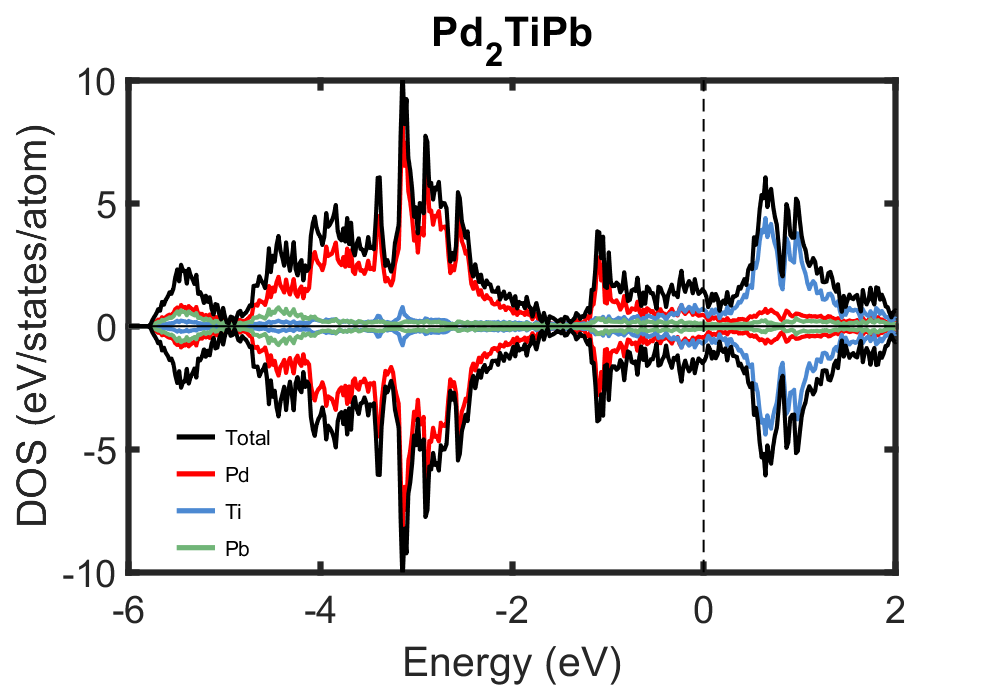 Pd2TiPb
DOS (eV/states/atom)
10
5
0
-5
-10
Total
Pd
Ti
Pb
-6 -4 -2 0 2
Energy (eV)